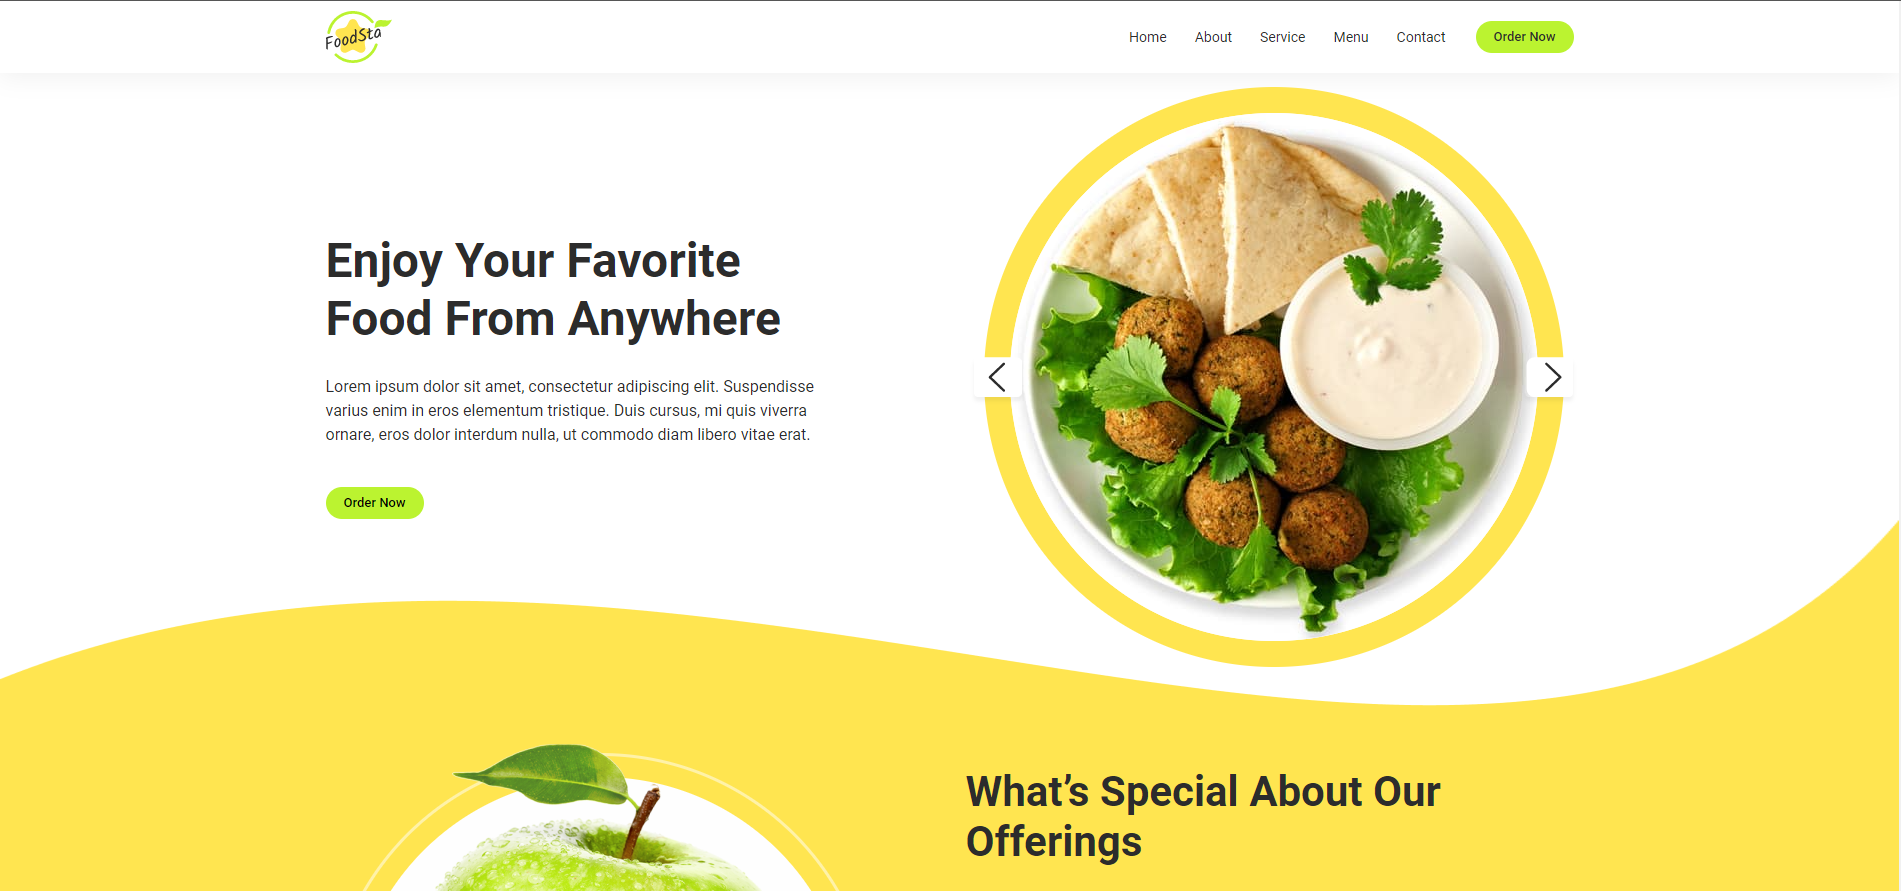 FoodSta
Home About Service Menu Contact Order Now
Enjoy Your Favorite
Food From Anywhere
Lorem ipsum dolor sit amet, consectetur adipiscing elit. Suspendisse
varius enim in eros elementum tristique. Duis cursus, mi quis viverra
ornare, eros dolor interdum nulla, ut commodo diam libero vitae erat.
Order Now
What’s Special About Our
Offerings